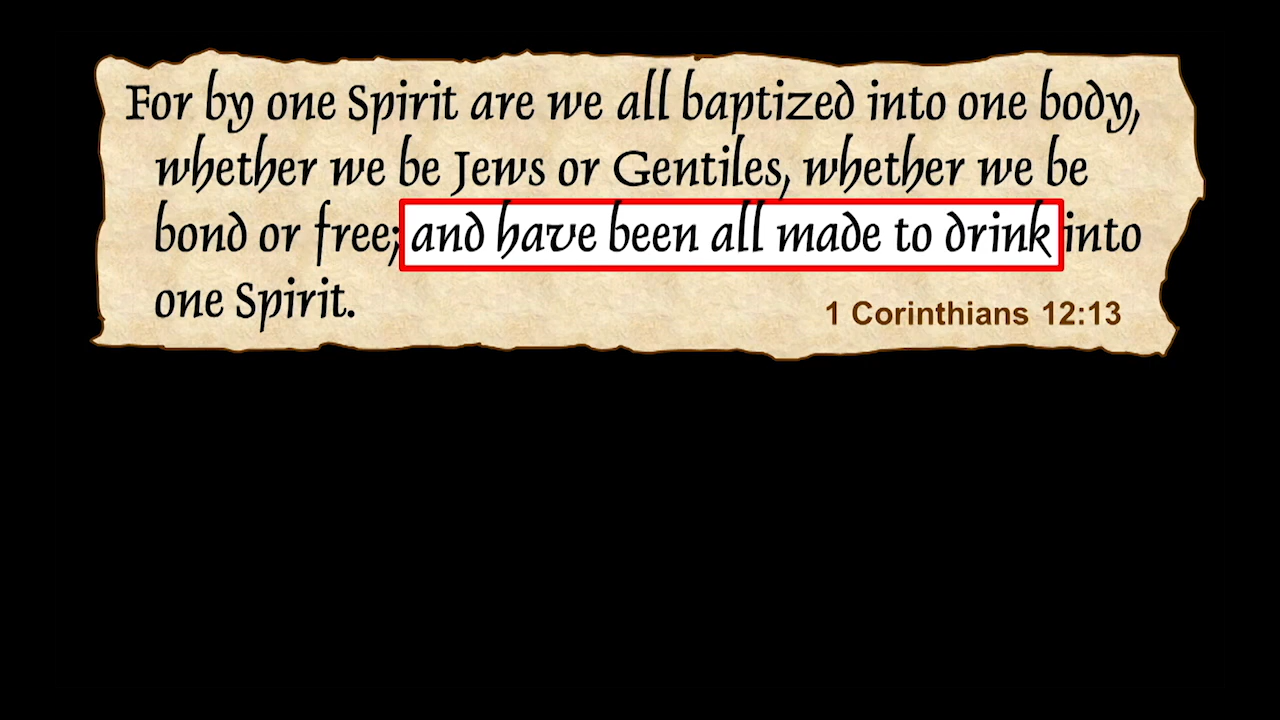 For by one Spirit are we all baptized into one body,
whether we be Jews or Gentiles, whether we be
bond or free; and have been all made to drink into
one Spirit.
1 Corinthians 12:13